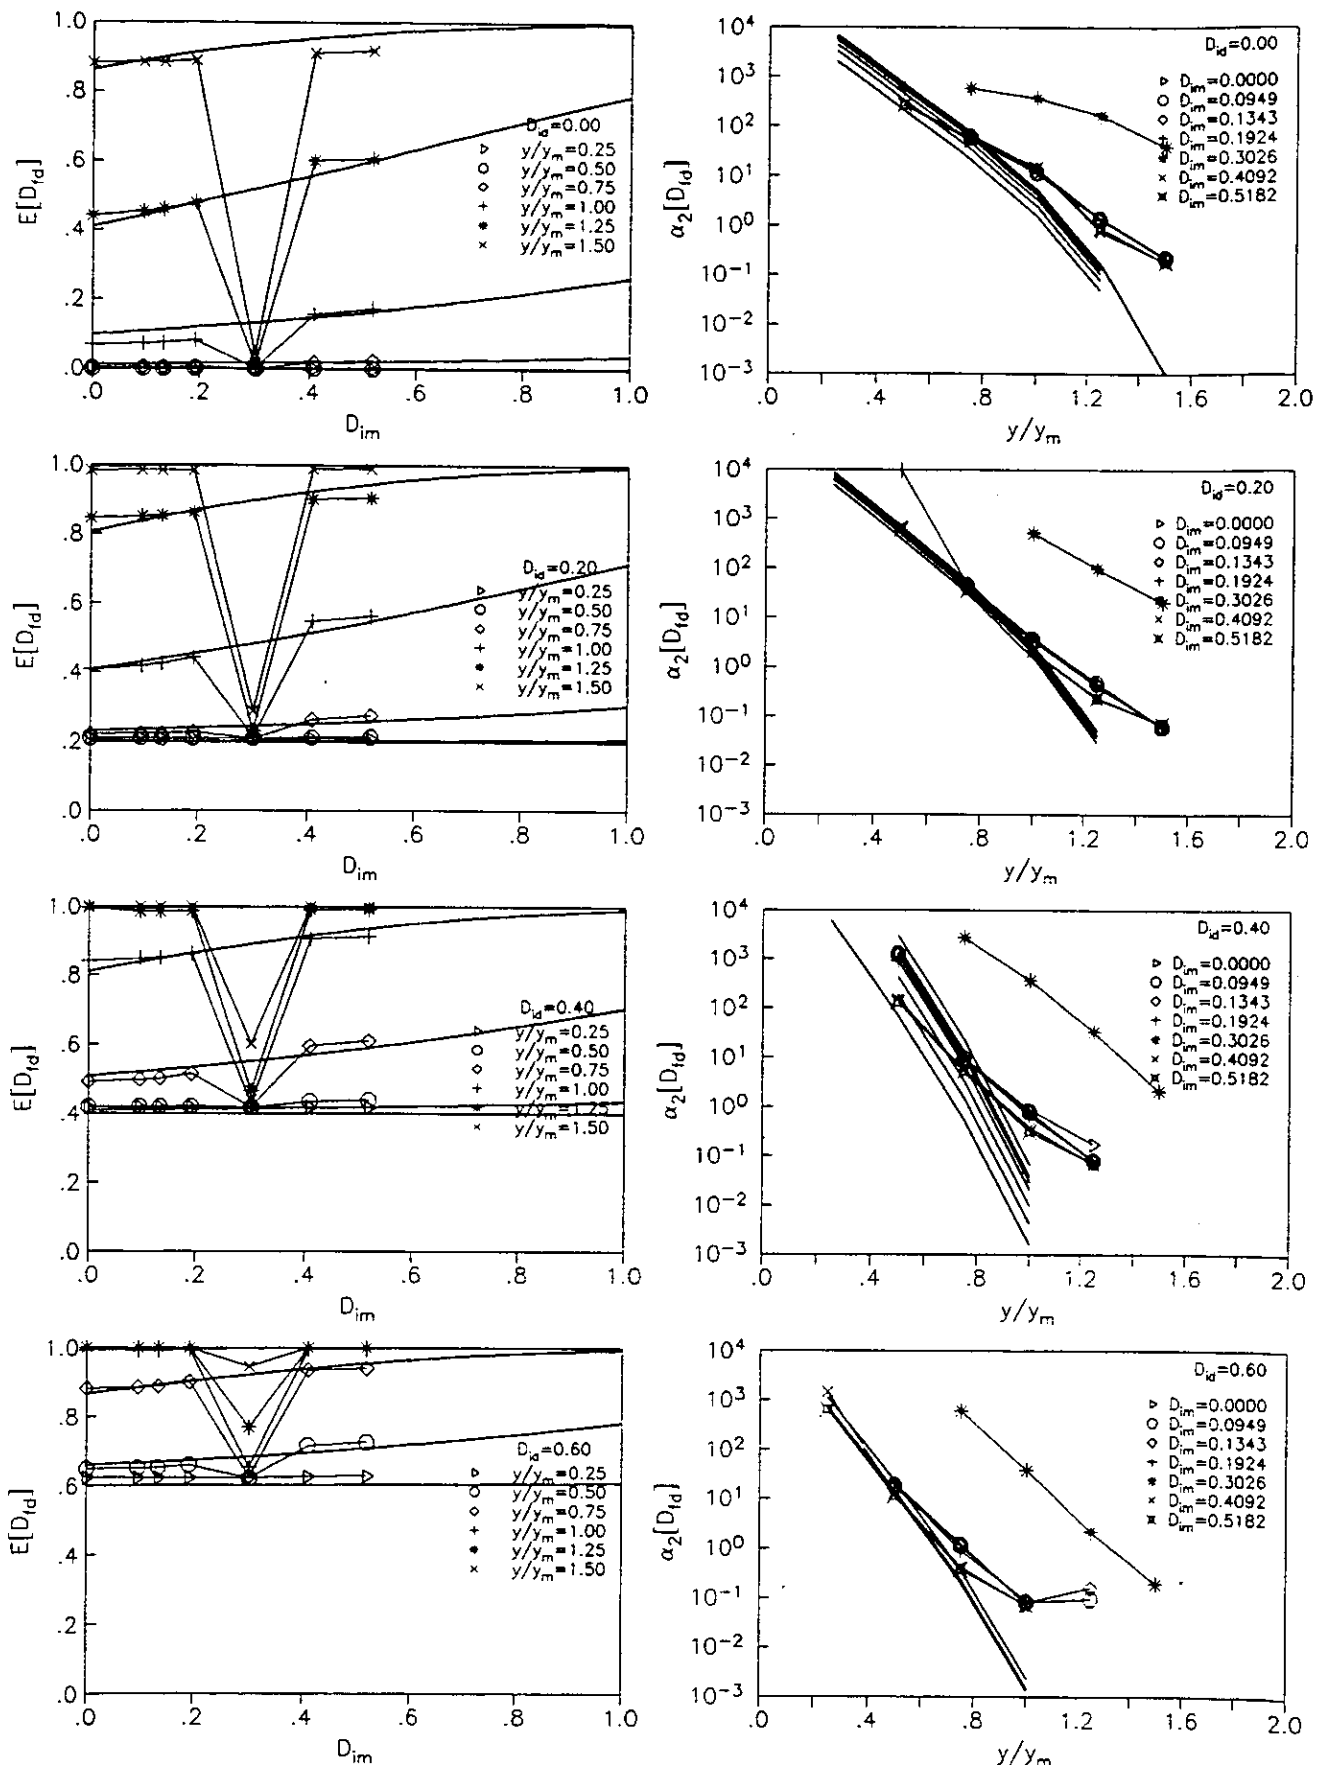 1.0
.8
.6
.4
.2
.0
E[D_fd]
D_id=0.00
y/y_m=0.25
y/y_m=0.50
y/y_m=0.75
y/y_m=1.00
y/y_m=1.25
y/y_m=1.50
.0 .2 .4 .6 .8 1.0
D_im
10^4
10^3
10^2
10^1
10^0
10^-1
10^-2
10^-3
α_2[D_fd]
D_id=0.00
D_im=0.0000
D_im=0.0949
D_im=0.1343
D_im=0.1924
D_im=0.3026
D_im=0.4092
D_im=0.5182
.0 .4 .8 1.2 1.6 2.0
y/y_m
1.0
.8
.6
.4
.2
.0
E[D_fd]
D_id=0.20
y/y_m=0.25
y/y_m=0.50
y/y_m=0.75
y/y_m=1.00
y/y_m=1.25
y/y_m=1.50
.0 .2 .4 .6 .8 1.0
D_im
10^4
10^3
10^2
10^1
10^0
10^-1
10^-2
10^-3
α_2[D_fd]
D_id=0.20
D_im=0.0000
D_im=0.0949
D_im=0.1343
D_im=0.1924
D_im=0.3026
D_im=0.4092
D_im=0.5182
.0 .4 .8 1.2 1.6 2.0
y/y_m
1.0
.8
.6
.4
.2
.0
E[D_fd]
D_id=0.40
y/y_m=0.25
y/y_m=0.50
y/y_m=0.75
y/y_m=1.00
y/y_m=1.25
y/y_m=1.50
.0 .2 .4 .6 .8 1.0
D_im
10^4
10^3
10^2
10^1
10^0
10^-1
10^-2
10^-3
α_2[D_fd]
D_id=0.40
D_im=0.0000
D_im=0.0949
D_im=0.1343
D_im=0.1924
D_im=0.3026
D_im=0.4092
D_im=0.5182
.0 .4 .8 1.2 1.6 2.0
y/y_m
1.0
.8
.6
.4
.2
.0
E[D_fd]
D_id=0.60
y/y_m=0.25
y/y_m=0.50
y/y_m=0.75
y/y_m=1.00
y/y_m=1.25
y/y_m=1.50
.0 .2 .4 .6 .8 1.0
D_im
10^4
10^3
10^2
10^1
10^0
10^-1
10^-2
10^-3
α_2[D_fd]
D_id=0.60
D_im=0.0000
D_im=0.0949
D_im=0.1343
D_im=0.1924
D_im=0.3026
D_im=0.4092
D_im=0.5182
.0 .4 .8 1.2 1.6 2.0
y/y_m